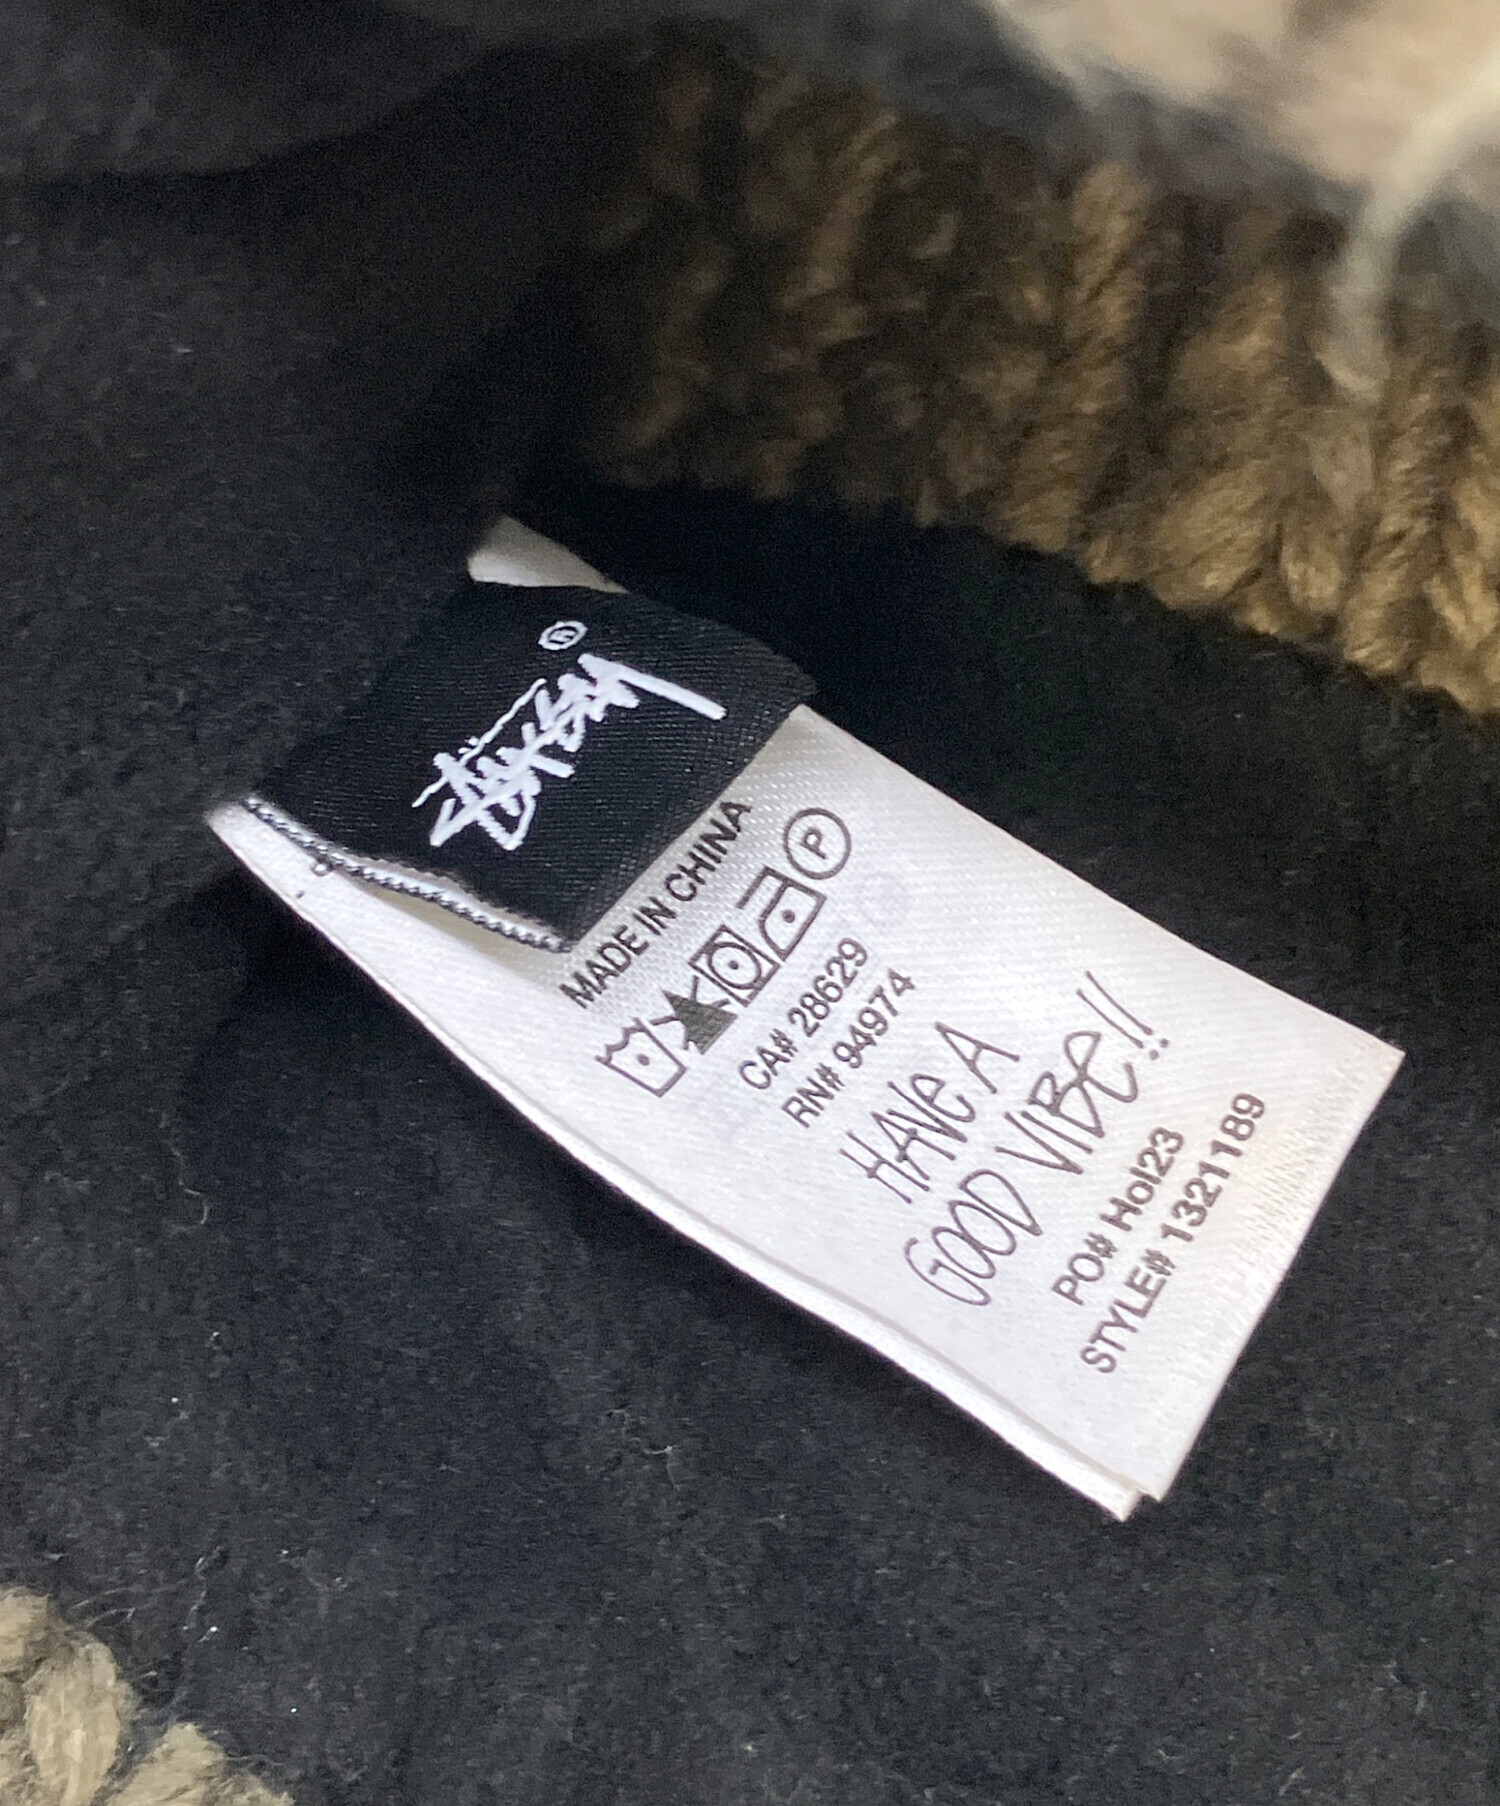 STÜSSY®
MADE IN CHINA
P
CA# 28629
RN# 94974
HAVE A
GOOD VIBE!!
PO# Hol23
STYLE# 1321189